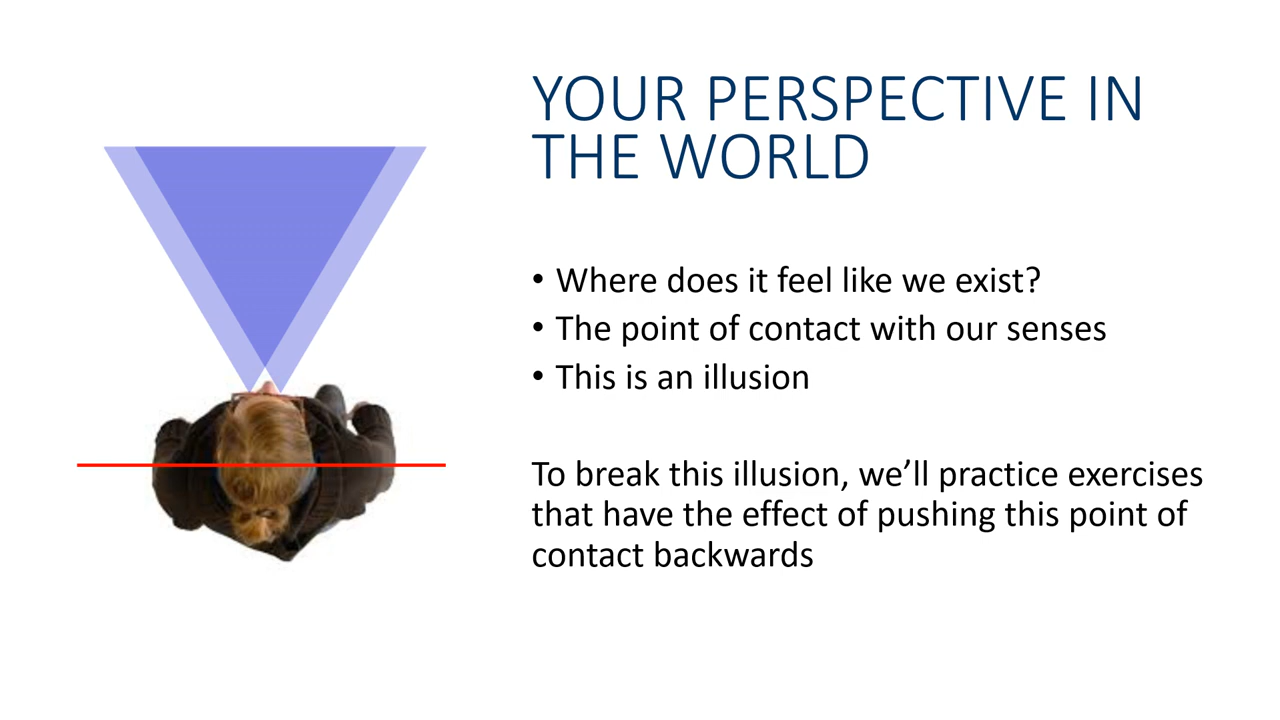 YOUR PERSPECTIVE IN
THE WORLD
• Where does it feel like we exist?
• The point of contact with our senses
• This is an illusion
To break this illusion, we’ll practice exercises
that have the effect of pushing this point of
contact backwards